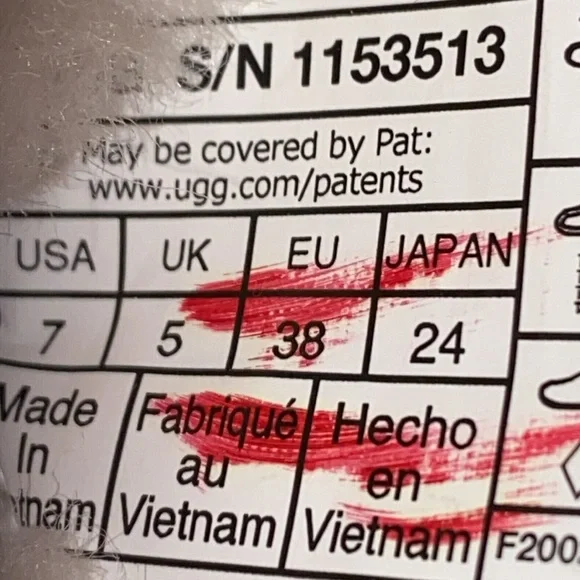 S/N 1153513
May be covered by Pat:
www.ugg.com/patents
USA UK EU JAPAN
7 5 38 24
Made Fabriqué Hecho
In au en
Vietnam Vietnam F200